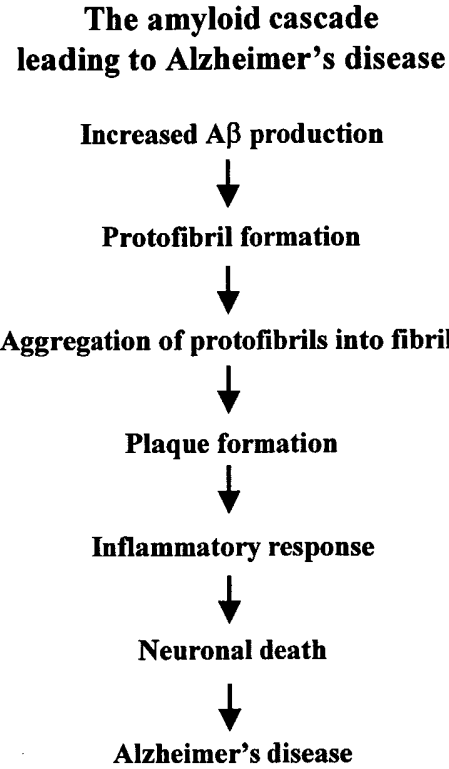 The amyloid cascade
leading to Alzheimer's disease
Increased Aβ production
Protofibril formation
Aggregation of protofibrils into fibril
Plaque formation
Inflammatory response
Neuronal death
Alzheimer's disease